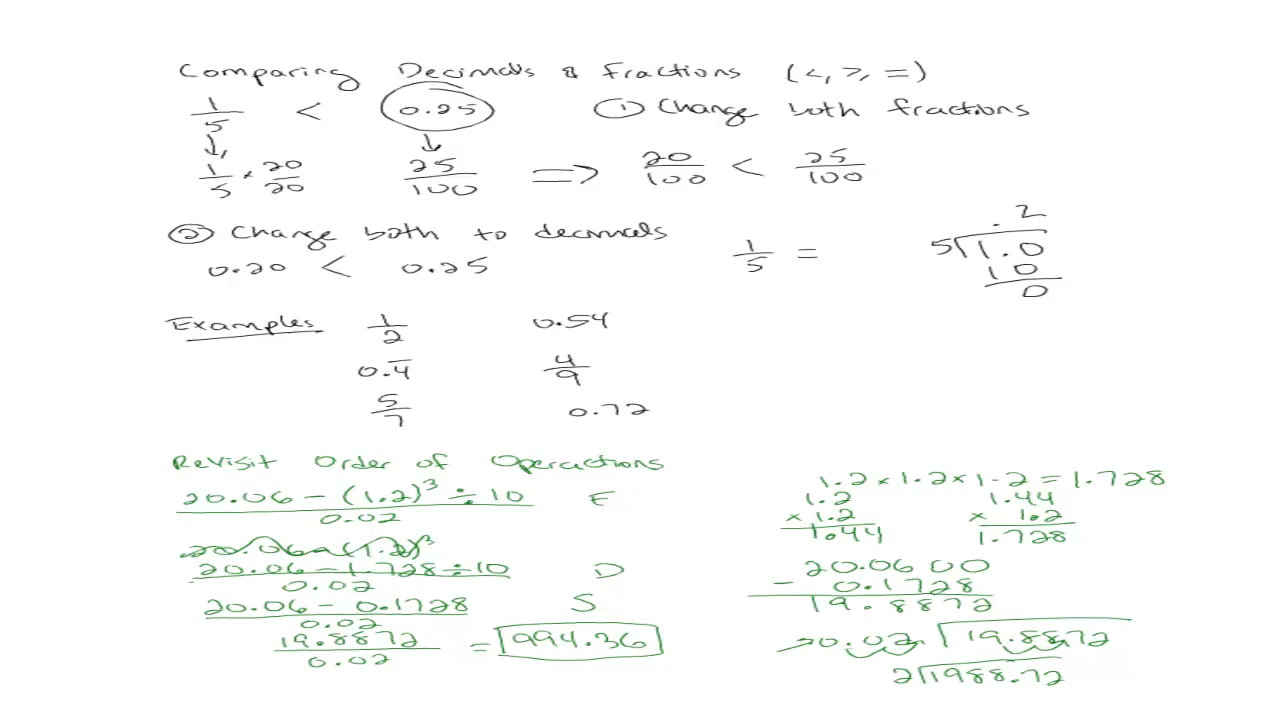 Comparing Decimals & Fractions (<, >, =)
1/5 < 0.25 ① Change both fractions
↓ ↓
1/5 × 20/20 25/100 ⇒ 20/100 < 25/100
② Change both to decimals
0.20 < 0.25
1/5 =
.2
5)1.0
10
0
Examples 1/2 0.54
0.4̅ 4/9
5/7 0.72
Revisit Order of Operactions
20.06 - (1.2)³ ÷ 10 E
0.02
20.06 - 1.728 ÷ 10 D
0.02
20.06 - 0.1728 S
0.02
19.8872 = 994.36
0.02
1.2 × 1.2 × 1.2 = 1.728
1.2
× 1.2
1.44
1.44
× 1.2
1.728
20.0600
- 0.1728
19.8872
→ 0.02.)19.8872
2)1988.72